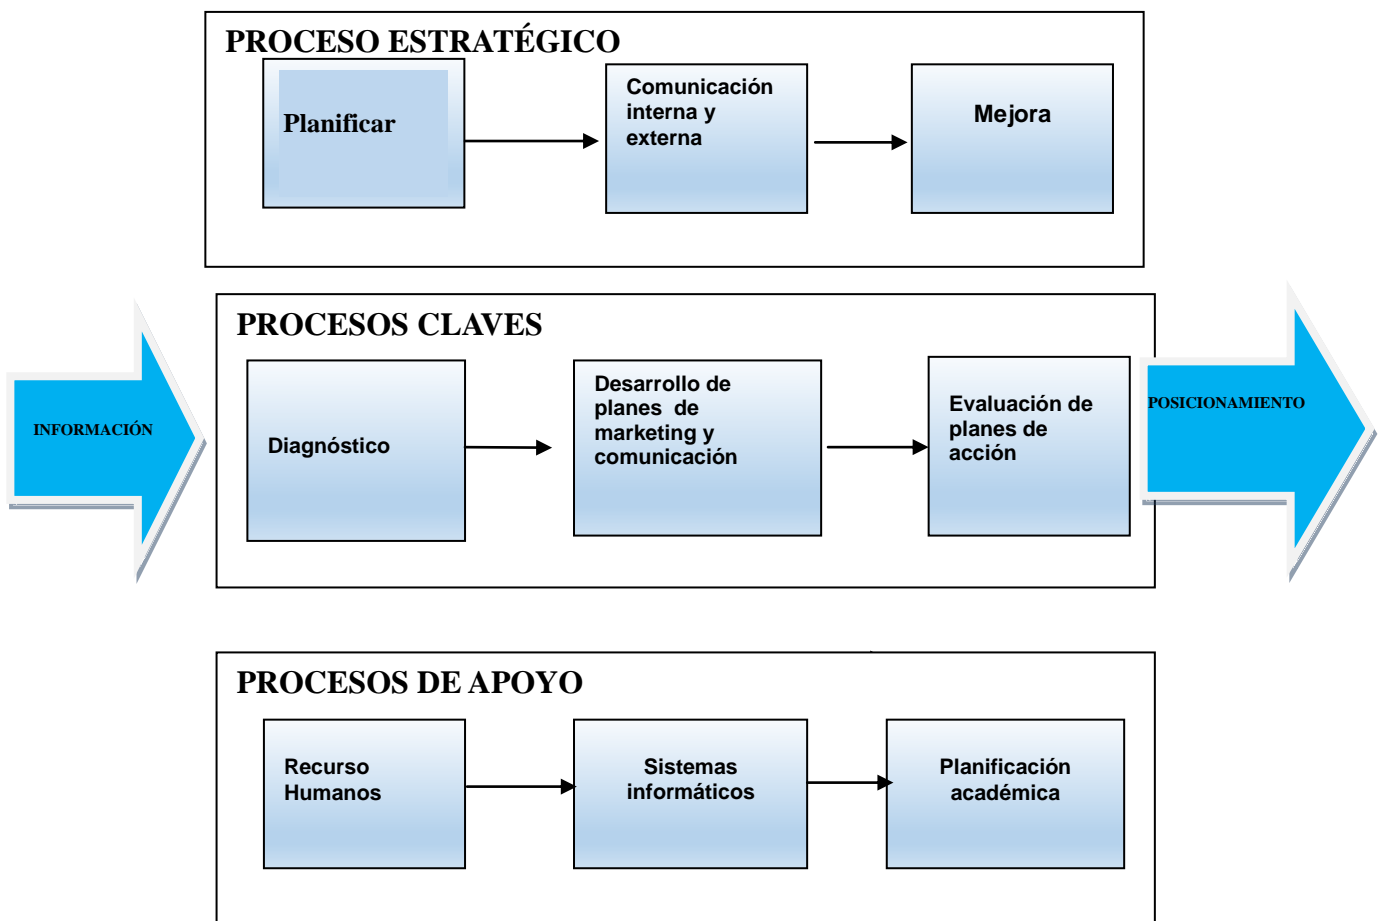 PROCESO ESTRATÉGICO
Planificar
Comunicación
interna y
externa
Mejora
PROCESOS CLAVES
INFORMACIÓN
Diagnóstico
Desarrollo de
planes de
marketing y
comunicación
Evaluación de
planes de
acción
POSICIONAMIENTO
PROCESOS DE APOYO
Recurso
Humanos
Sistemas
informáticos
Planificación
académica